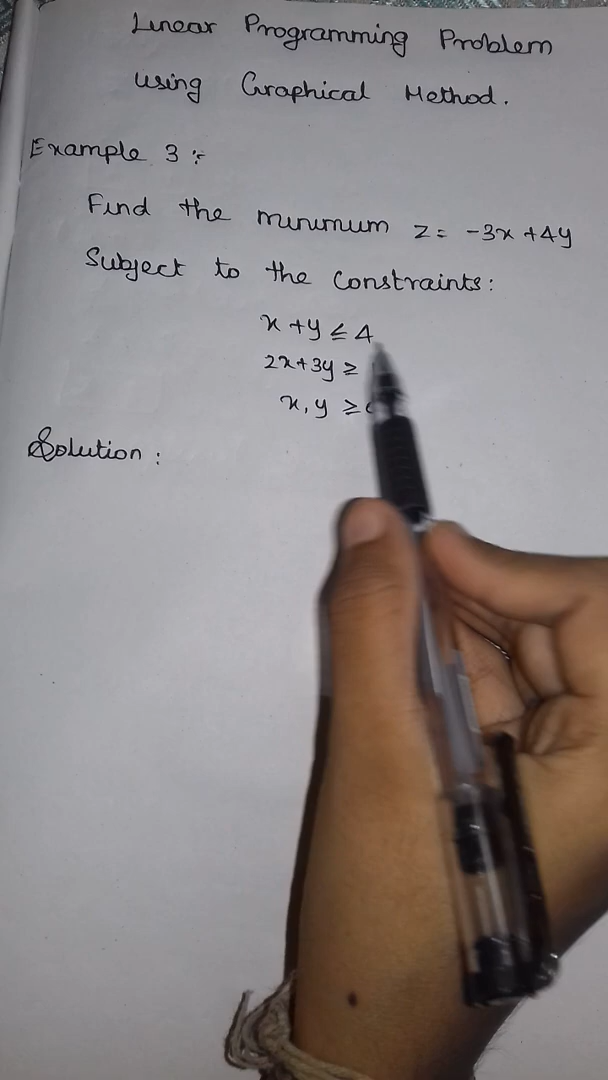 Linear Programming Problem
using Graphical Method.
Example 3 :-
Find the minimum z = -3x +4y
Subject to the constraints:
x + y ≤ 4
2x + 3y ≥
x, y ≥
Solution :